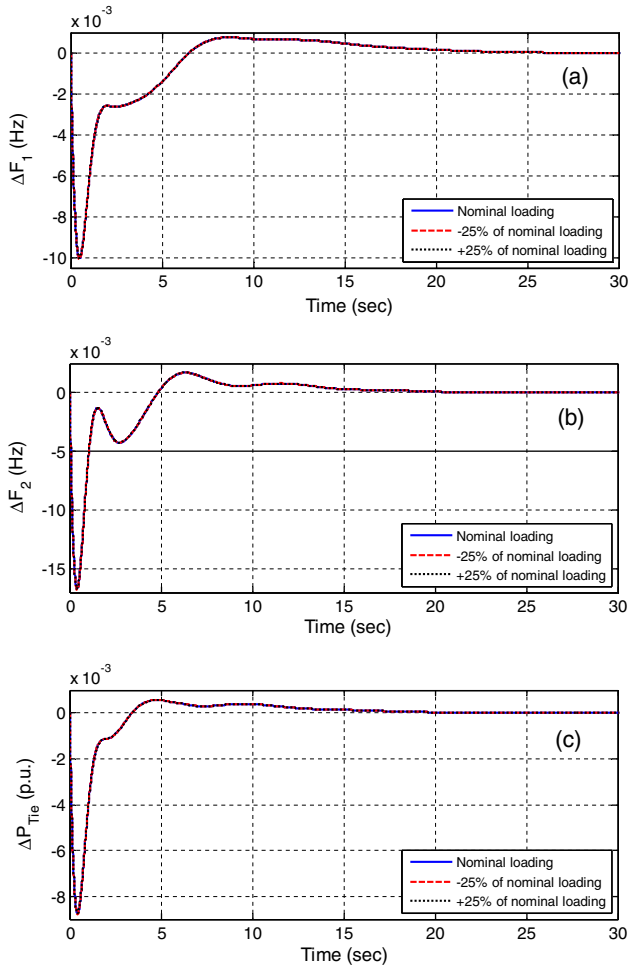 x 10-3
0
-2
-4
-6
-8
-10
ΔF1 (Hz)
(a)
Nominal loading
-25% of nominal loading
+25% of nominal loading
0 5 10 15 20 25 30
Time (sec)
x 10-3
0
-5
-10
-15
ΔF2 (Hz)
(b)
Nominal loading
-25% of nominal loading
+25% of nominal loading
0 5 10 15 20 25 30
Time (sec)
x 10-3
0
-2
-4
-6
-8
ΔPTie (p.u.)
(c)
Nominal loading
-25% of nominal loading
+25% of nominal loading
0 5 10 15 20 25 30
Time (sec)